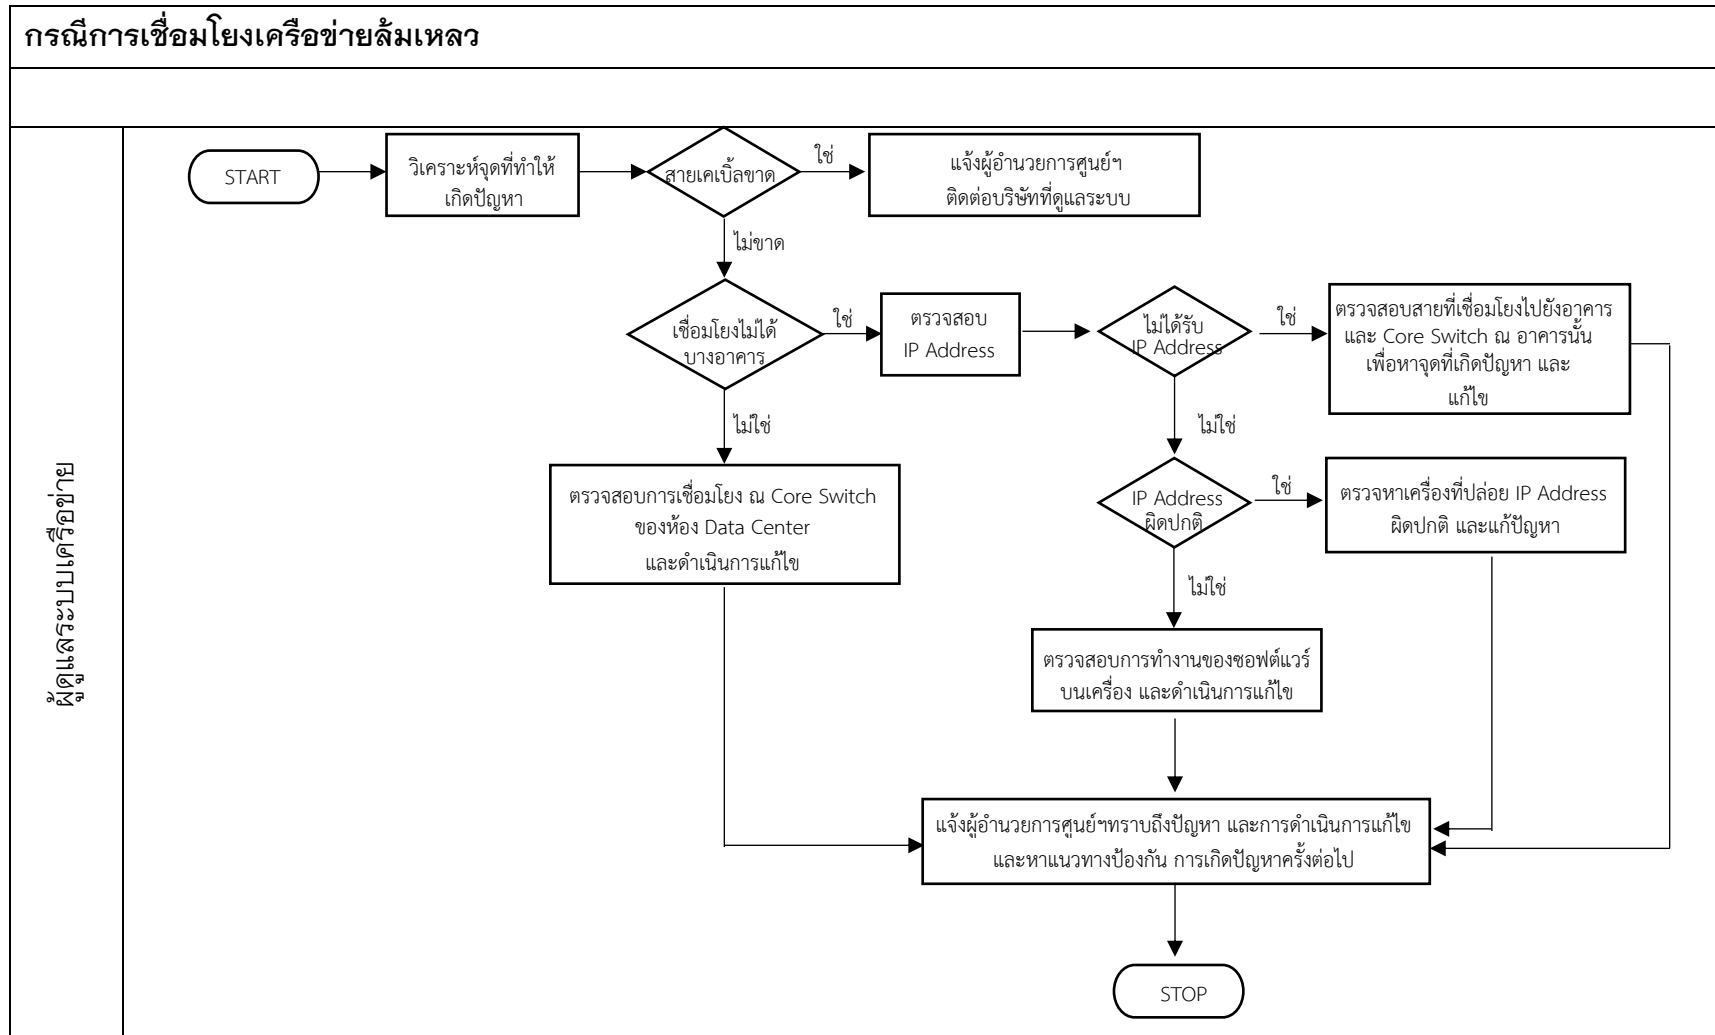 กรณีการเชื่อมโยงเครือข่ายล้มเหลว
ผู้ดูแลระบบเครือข่าย
START
วิเคราะห์จุดที่ทำให้
เกิดปัญหา
สายเคเบิ้ลขาด
ใช่
แจ้งผู้อำนวยการศูนย์ฯ
ติดต่อบริษัทที่ดูแลระบบ
ไม่ขาด
เชื่อมโยงไม่ได้
บางอาคาร
ใช่
ตรวจสอบ
IP Address
ไม่ได้รับ
IP Address
ใช่
ตรวจสอบสายที่เชื่อมโยงไปยังอาคาร
และ Core Switch ณ อาคารนั้น
เพื่อหาจุดที่เกิดปัญหา และ
แก้ไข
ไม่ใช่
ไม่ใช่
ตรวจสอบการเชื่อมโยง ณ Core Switch
ของห้อง Data Center
และดำเนินการแก้ไข
IP Address
ผิดปกติ
ใช่
ตรวจหาเครื่องที่ปล่อย IP Address
ผิดปกติ และแก้ปัญหา
ไม่ใช่
ตรวจสอบการทำงานของซอฟต์แวร์
บนเครื่อง และดำเนินการแก้ไข
แจ้งผู้อำนวยการศูนย์ฯทราบถึงปัญหา และการดำเนินการแก้ไข
และหาแนวทางป้องกัน การเกิดปัญหาครั้งต่อไป
STOP